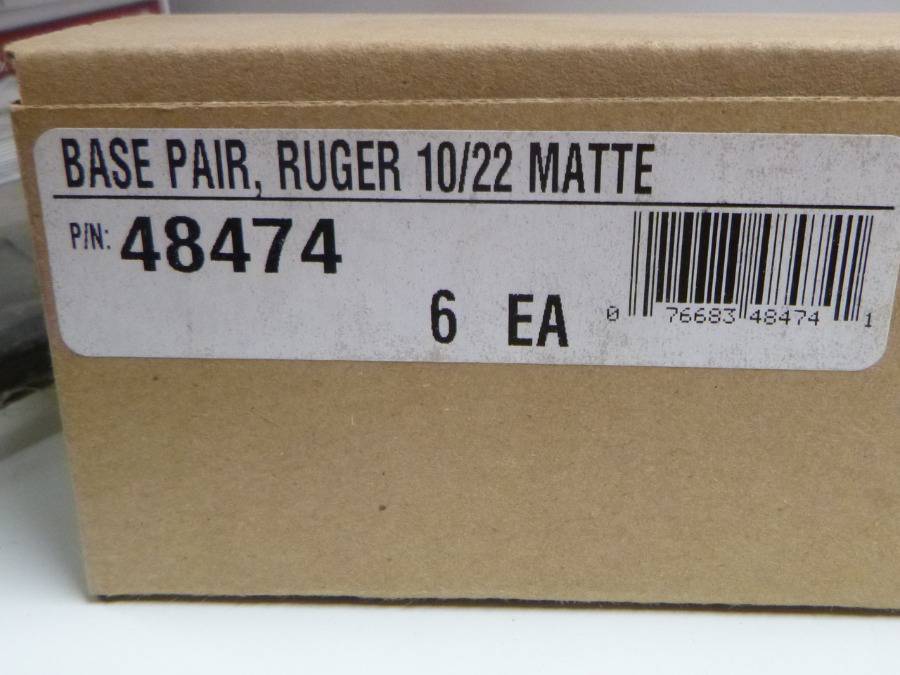 BASE PAIR, RUGER 10/22 MATTE
P/N: 48474
6 EA
0 76683 48474 1